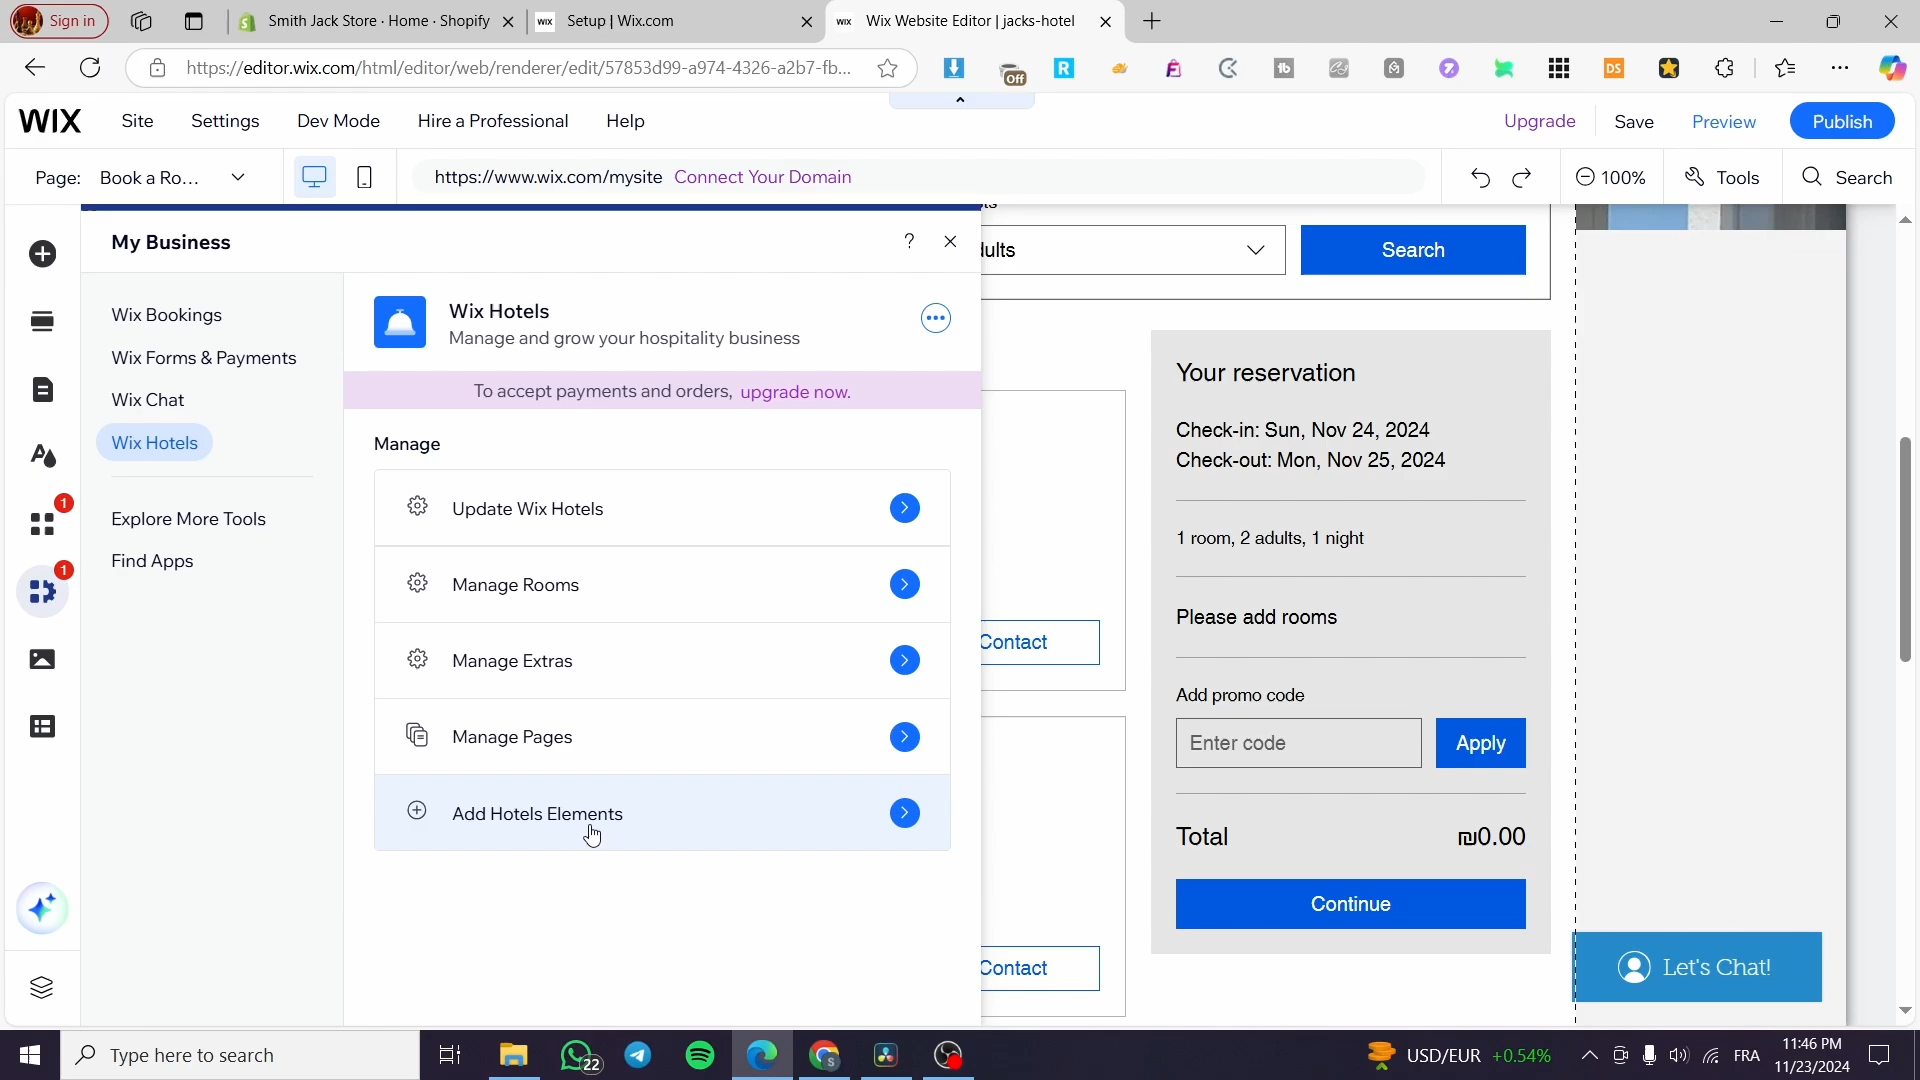 Sign in
Smith Jack Store · Home · Shopify
WIX
Setup | Wix.com
WIX
Wix Website Editor | jacks-hotel
https://editor.wix.com/html/editor/web/renderer/edit/57853d99-a974-4326-a2b7-fb...
Off
R
tb
DS
WIX
Site
Settings
Dev Mode
Hire a Professional
Help
Upgrade
Save
Preview
Publish
Page: Book a Ro...
https://www.wix.com/mysite Connect Your Domain
100%
Tools
Search
My Business
?
Wix Bookings
Wix Forms & Payments
Wix Chat
Wix Hotels
Explore More Tools
Find Apps
1
1
Wix Hotels
Manage and grow your hospitality business
To accept payments and orders, upgrade now.
Manage
Update Wix Hotels
Manage Rooms
Manage Extras
Manage Pages
Add Hotels Elements
Search
Contact
Contact
Your reservation
Check-in: Sun, Nov 24, 2024
Check-out: Mon, Nov 25, 2024
1 room, 2 adults, 1 night
Please add rooms
Add promo code
Enter code
Apply
Total
₪0.00
Continue
Let's Chat!
Type here to search
22
S
USD/EUR +0.54%
FRA
11:46 PM
11/23/2024